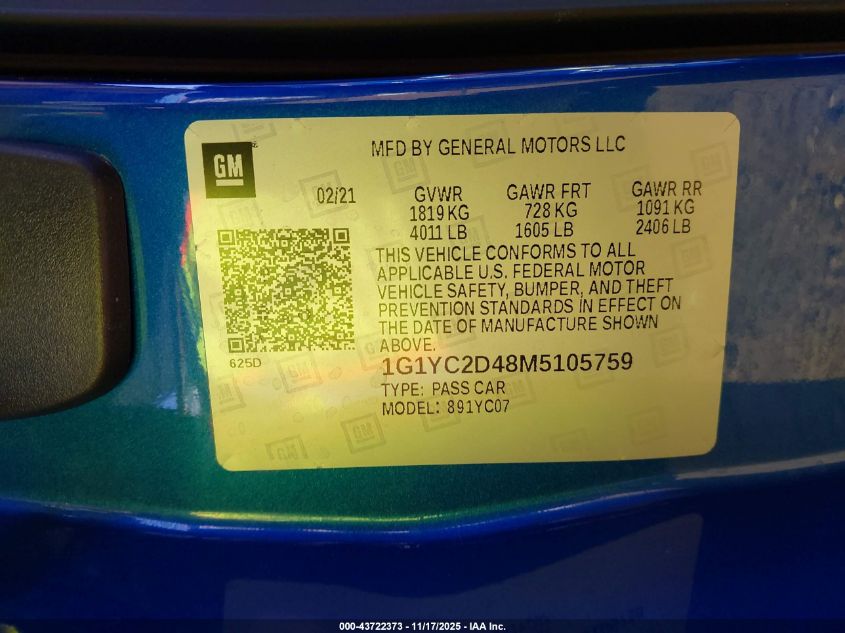 GM
MFD BY GENERAL MOTORS LLC
02/21
GVWR GAWR FRT GAWR RR
1819 KG 728 KG 1091 KG
4011 LB 1605 LB 2406 LB
THIS VEHICLE CONFORMS TO ALL
APPLICABLE U.S. FEDERAL MOTOR
VEHICLE SAFETY, BUMPER, AND THEFT
PREVENTION STANDARDS IN EFFECT ON
THE DATE OF MANUFACTURE SHOWN
ABOVE.
625D
1G1YC2D48M5105759
TYPE: PASS CAR
MODEL: 891YC07
000-43722373 - 11/17/2025 - IAA Inc.